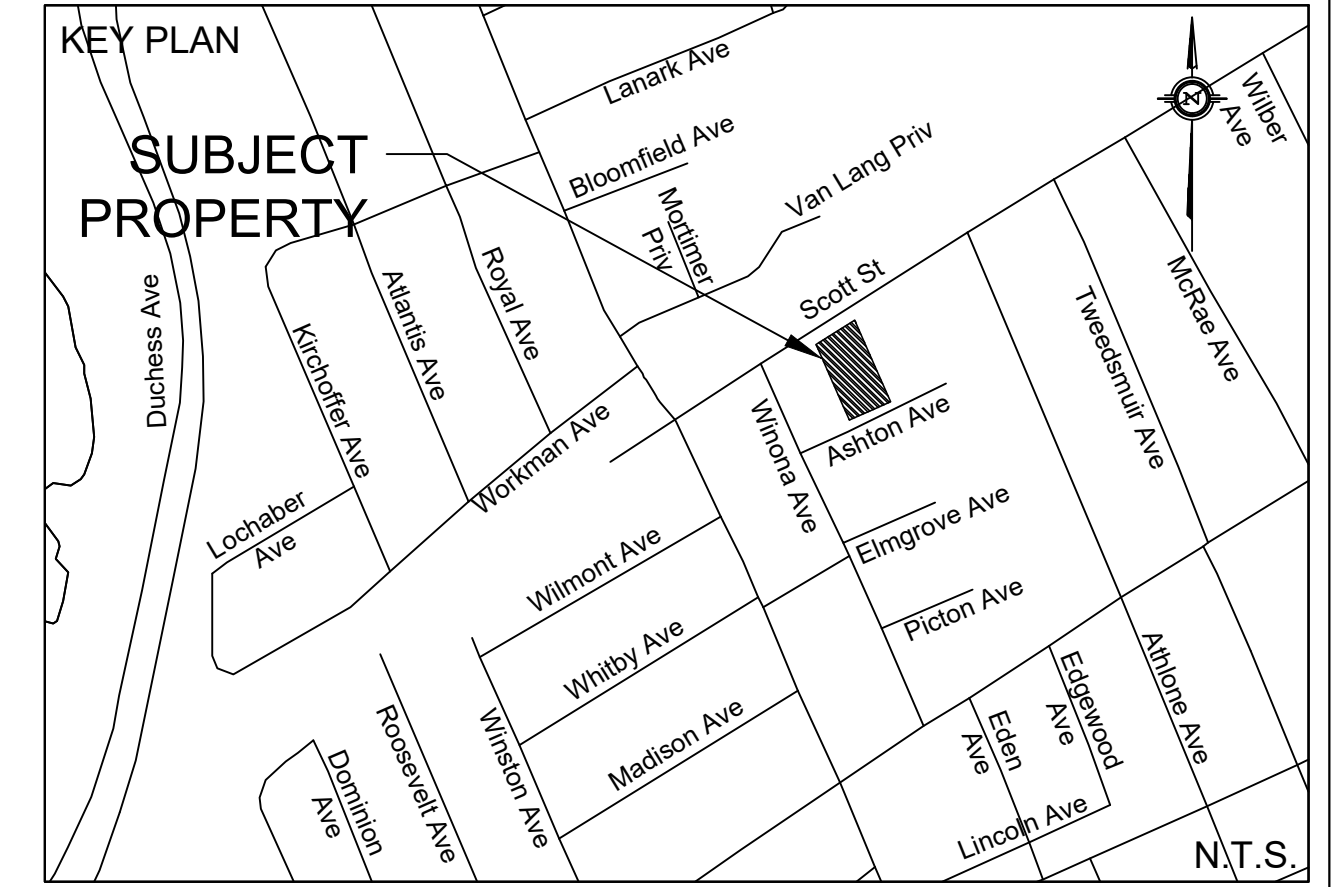 KEY PLAN
SUBJECT
PROPERTY
Lanark Ave
Bloomfield Ave
Mortimer
Priv
Van Lang Priv
Wilber
Ave
N
Scott St
McRae Ave
Tweedsmuir Ave
Duchess Ave
Kirchoffer Ave
Atlantis Ave
Royal Ave
Workman Ave
Winona Ave
Ashton Ave
Lochaber
Ave
Wilmont Ave
Elmgrove Ave
Whitby Ave
Picton Ave
Madison Ave
Roosevelt Ave
Winston Ave
Dominion
Ave
Eden
Ave
Edgewood
Ave
Athlone Ave
Lincoln Ave
N.T.S.